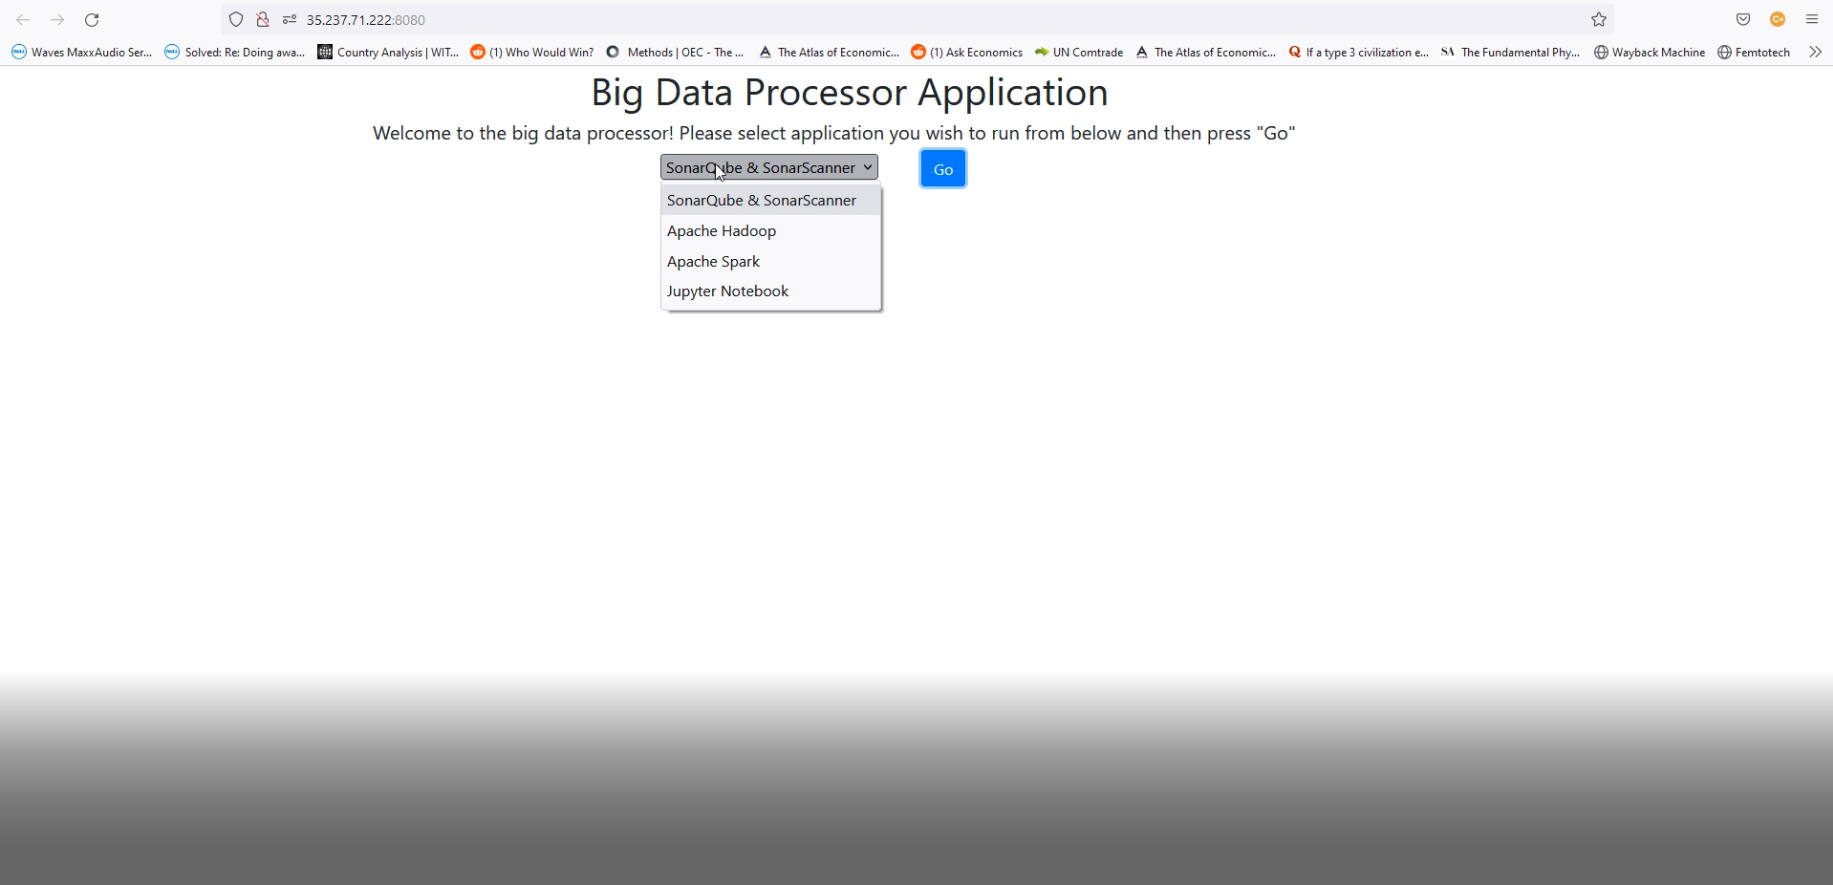 35.237.71.222:8080
Waves MaxxAudio Ser... Solved: Re: Doing awa... Country Analysis | WIT... (1) Who Would Win? Methods | OEC - The ... The Atlas of Economic... (1) Ask Economics UN Comtrade The Atlas of Economic... If a type 3 civilization e... SA The Fundamental Phy... Wayback Machine Femtotech
Big Data Processor Application
Welcome to the big data processor! Please select application you wish to run from below and then press "Go"
SonarQube & SonarScanner Go
SonarQube & SonarScanner
Apache Hadoop
Apache Spark
Jupyter Notebook